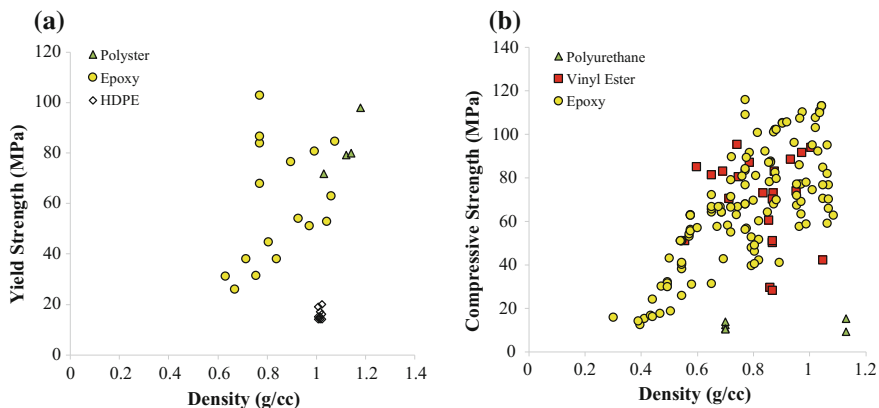 (a)
Polyster
Epoxy
HDPE
120
100
80
60
40
20
0
0 0.2 0.4 0.6 0.8 1 1.2 1.4
Yield Strength (MPa)
Density (g/cc)
(b)
Polyurethane
Vinyl Ester
Epoxy
140
120
100
80
60
40
20
0
0 0.2 0.4 0.6 0.8 1 1.2
Compressive Strength (MPa)
Density (g/cc)